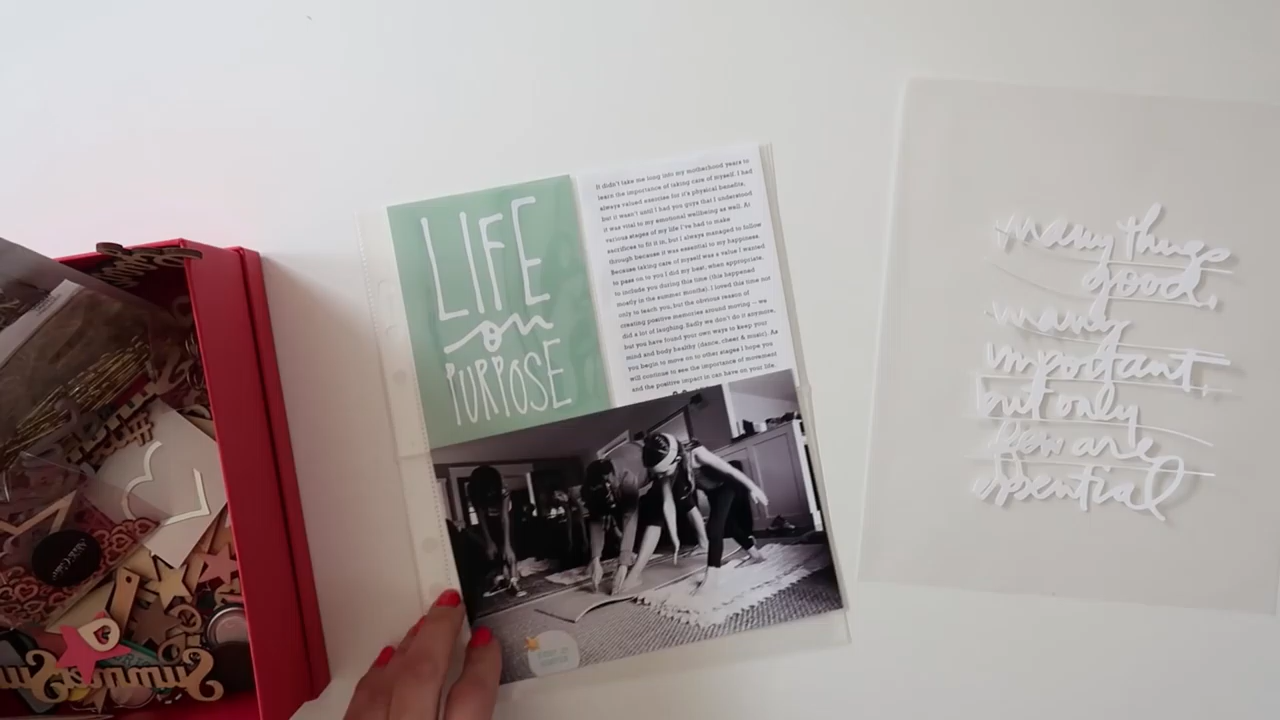 LIFE
on
PURPOSE
It didn't take me long into my motherhood years to
learn the importance of taking care of myself. I had
always valued exercise for it's physical benefits,
but it wasn't until I had you guys that I understood
it was vital to my emotional wellbeing as well. At
various stages of my life I've had to make
sacrifices to fit it in, but I always managed to follow
through because it was essential to my happiness.
Because taking care of myself was a value I wanted
to pass on to you I did my best, when appropriate,
to include you during this time (this happened
mostly in the summer months). I loved this time not
only to teach you, but the obvious reason of
creating positive memories around moving – we
did a lot of laughing. Sadly we don't do it anymore,
but you have found your own ways to keep your
mind and body healthy (dance, cheer & music). As
you begin to move on to other stages I hope you
will continue to see the importance of movement
and the positive impact in can have on your life.
many things
good,
many
important
but only
few are
essential
Summer